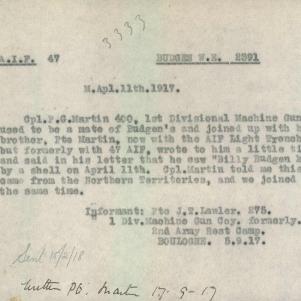 3333
A.I.F. 47 BUDGEN W.E. 2391
M.Apl.11th.1917.
Cpl.F.G.Martin 400, 1st Divisional Machine Gun
used to be a mate of Budgen's and joined up with h
brother, Pte Martin, now with the AIF Light Trench
but formerly with 47 AIF, wrote to him a little ti
and said in his letter that he saw "Billy Budgen k
by a shell on April 11th. Cpl.Martin told me this
came from the Northern Territories, and we joined
the same time.
Informant: Pte J.T.Lawler, 275.
1 Div.Machine Gun Coy. formerly.
2nd Army Rest Camp.
BOULOGNE. 5.9.17.
Sent 15/2/18
Written Pte. Martin 17-9-17